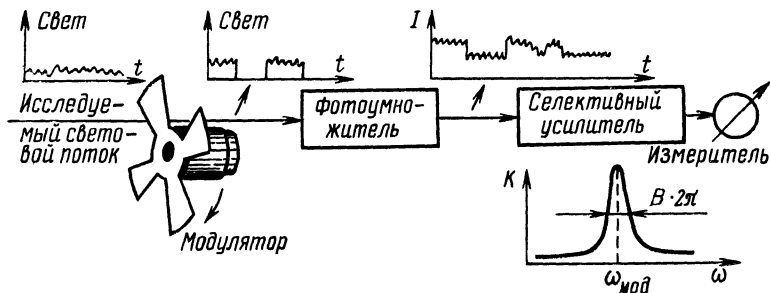 Свет
t
Свет
t
I
t
Исследуе-
мый свето-
вой поток
Модулятор
фотоумно-
житель
Селективный
усилитель
Измеритель
K
B·2π
ωмод
ω